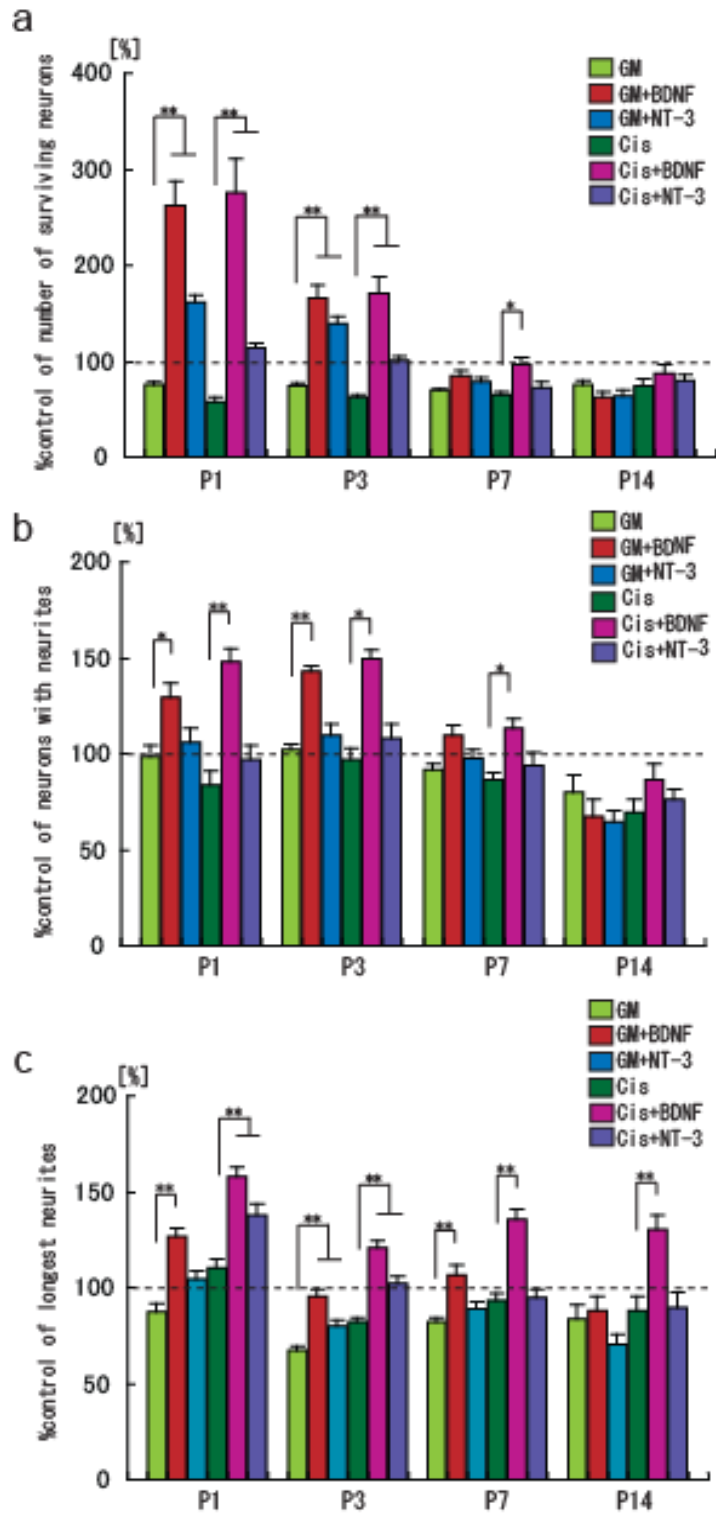 a
[%]
%control of number of surviving neurons
400
300
200
100
0
GM
GM+BDNF
GM+NT-3
Cis
Cis+BDNF
Cis+NT-3
** ** ** ** *
P1 P3 P7 P14
b
[%]
%control of neurons with neurites
200
150
100
50
0
GM
GM+BDNF
GM+NT-3
Cis
Cis+BDNF
Cis+NT-3
* ** ** * *
P1 P3 P7 P14
c
[%]
%control of longest neurites
200
150
100
50
0
GM
GM+BDNF
GM+NT-3
Cis
Cis+BDNF
Cis+NT-3
** ** ** ** ** ** **
P1 P3 P7 P14